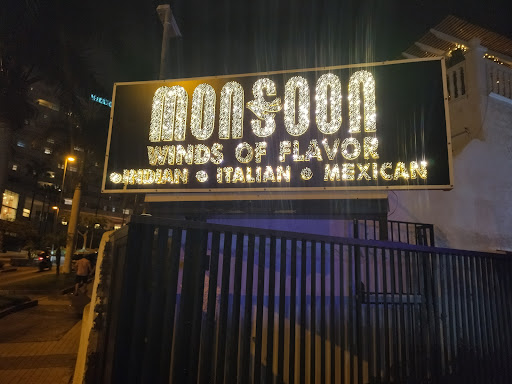 MONSOON
WINDS OF FLAVOR
INDIAN • ITALIAN • MEXICAN